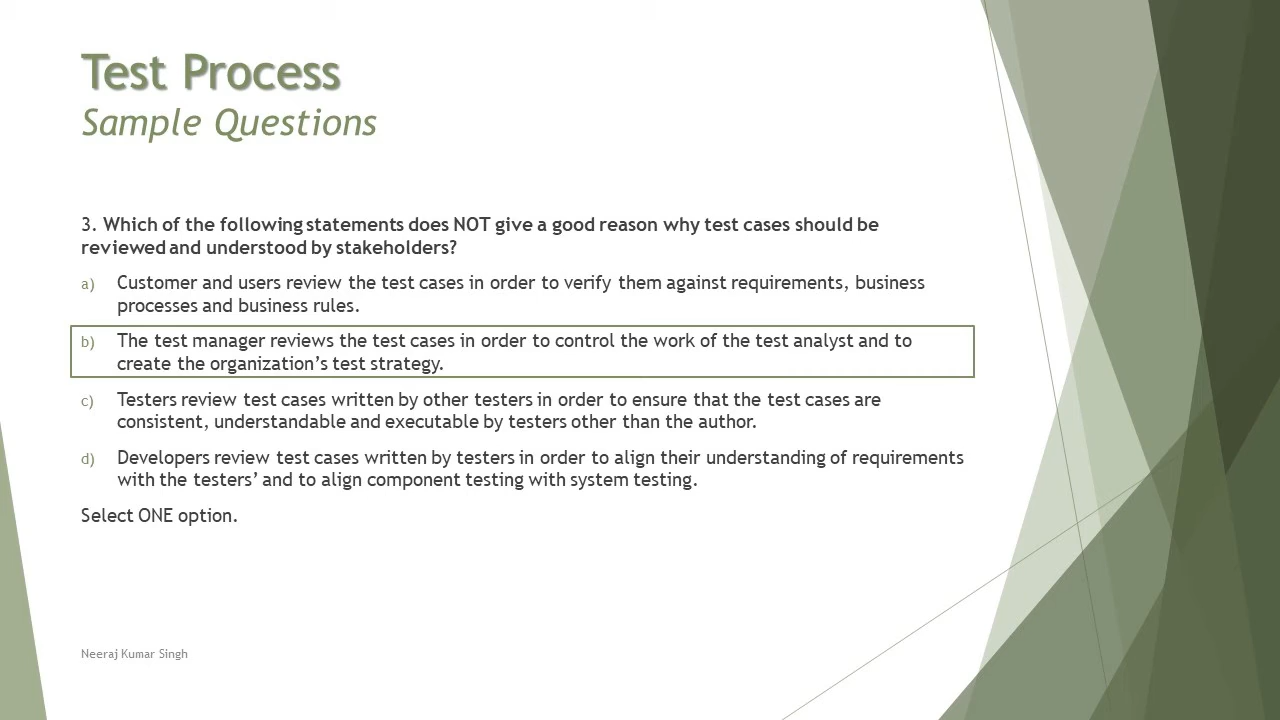 Test Process
Sample Questions
3. Which of the following statements does NOT give a good reason why test cases should be
reviewed and understood by stakeholders?
a) Customer and users review the test cases in order to verify them against requirements, business
processes and business rules.
b) The test manager reviews the test cases in order to control the work of the test analyst and to
create the organization’s test strategy.
c) Testers review test cases written by other testers in order to ensure that the test cases are
consistent, understandable and executable by testers other than the author.
d) Developers review test cases written by testers in order to align their understanding of requirements
with the testers’ and to align component testing with system testing.
Select ONE option.
Neeraj Kumar Singh